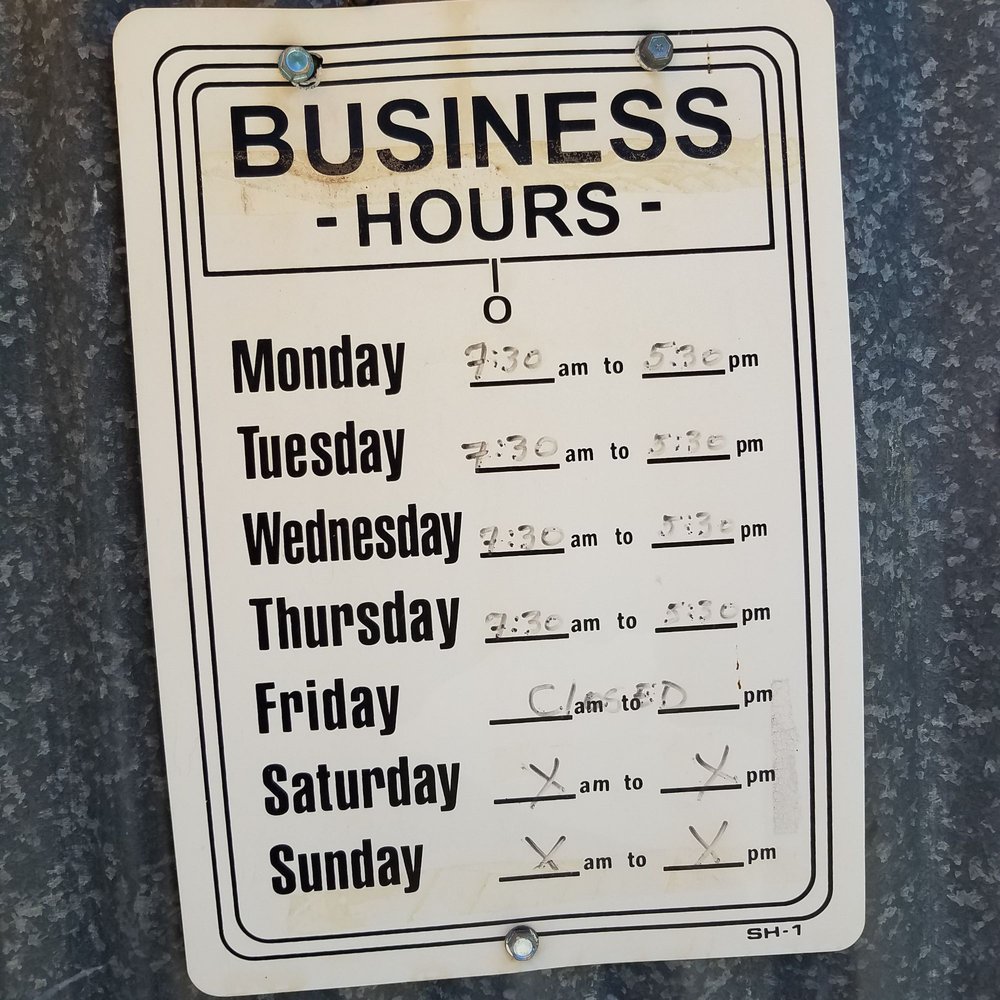 BUSINESS
- HOURS -
Monday 7:30 am to 5:30 pm
Tuesday 7:30 am to 5:30 pm
Wednesday 7:30 am to 5:30 pm
Thursday 7:30 am to 5:30 pm
Friday ClosED am to pm
Saturday X am to X pm
Sunday X am to X pm
SH-1